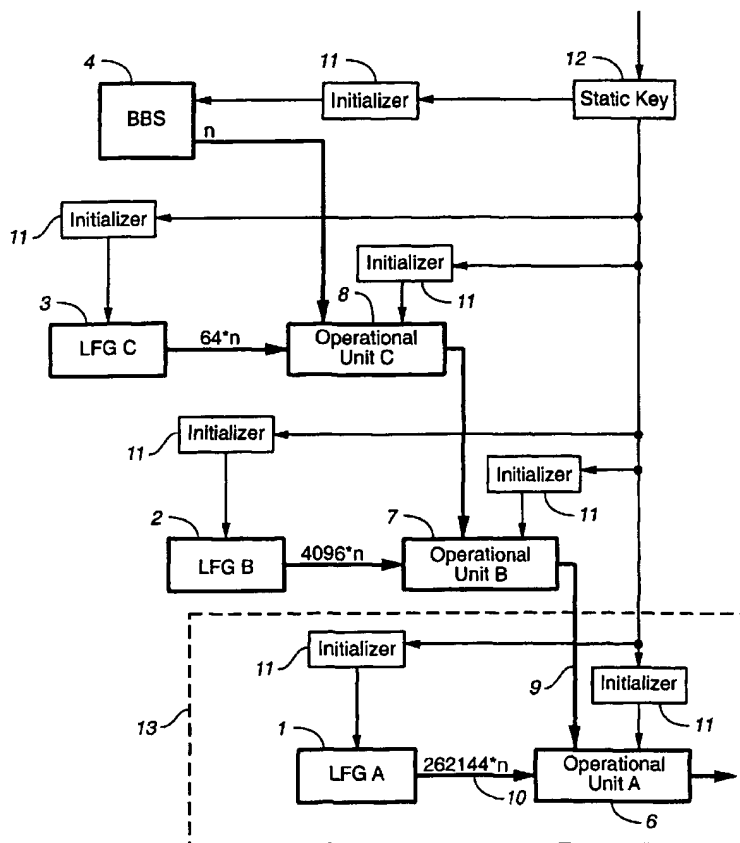 4
11
12
BBS
Initializer
Static Key
n
Initializer
11
Initializer
11
3
8
LFG C
64*n
Operational
Unit C
Initializer
11
Initializer
11
2
7
LFG B
4096*n
Operational
Unit B
Initializer
11
9
Initializer
11
13
1
LFG A
262144*n
10
Operational
Unit A
6